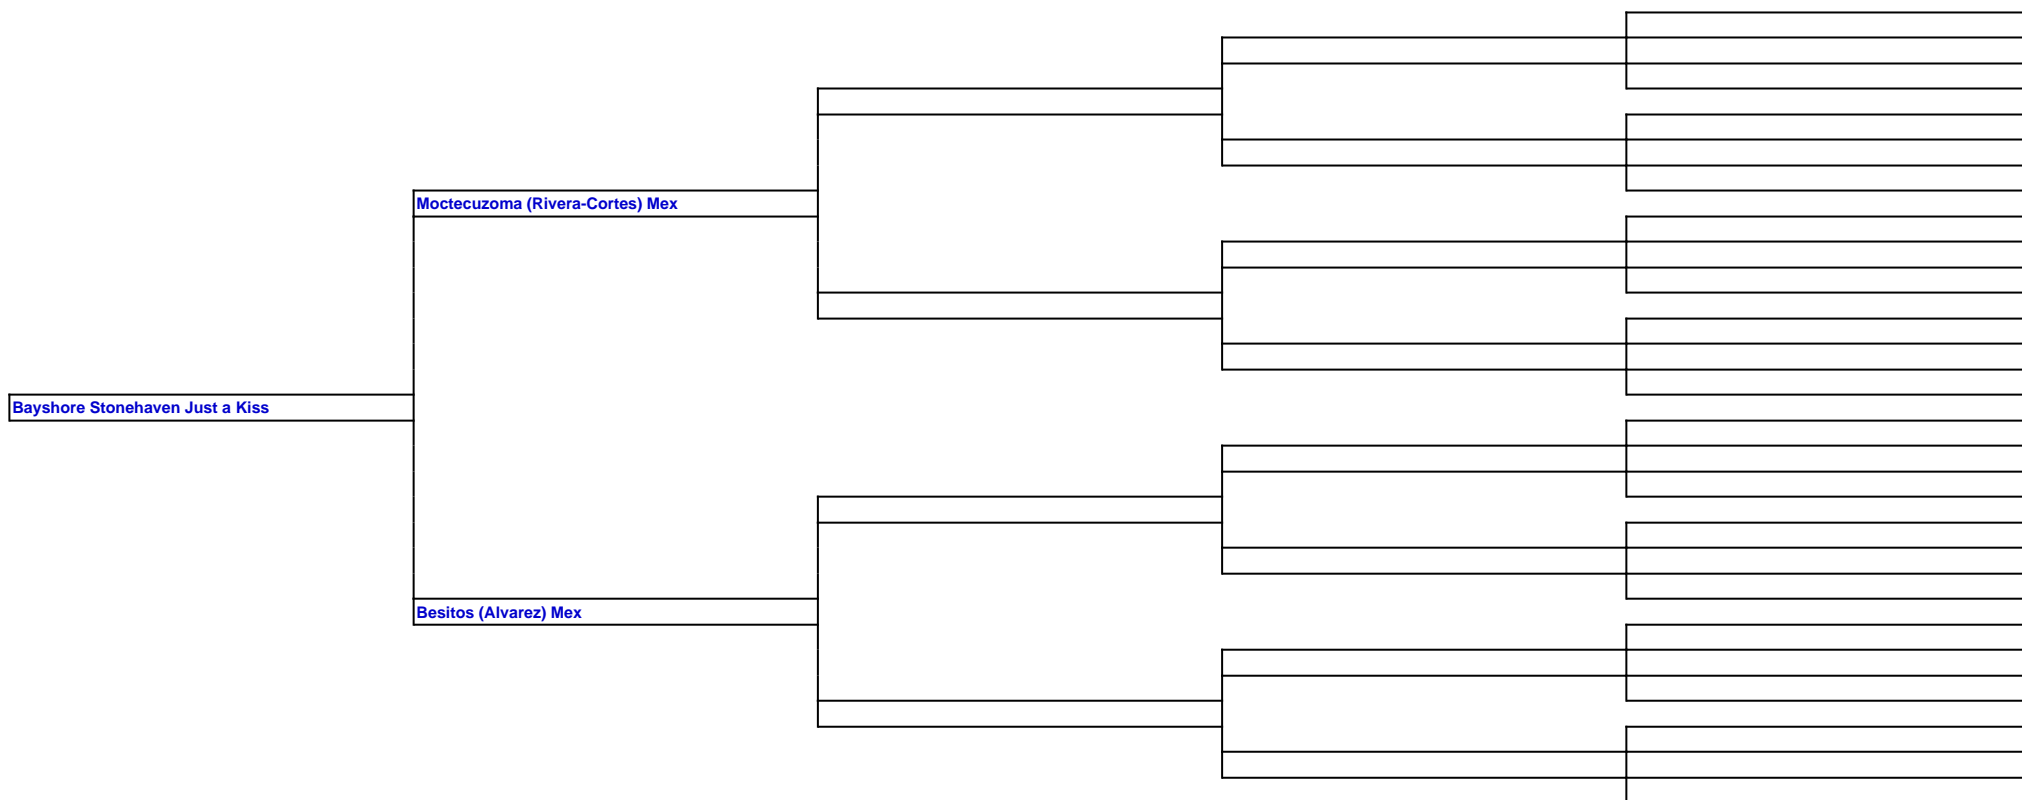 Moctecuzoma (Rivera-Cortes) Mex
Bayshore Stonehaven Just a Kiss
Besitos (Alvarez) Mex